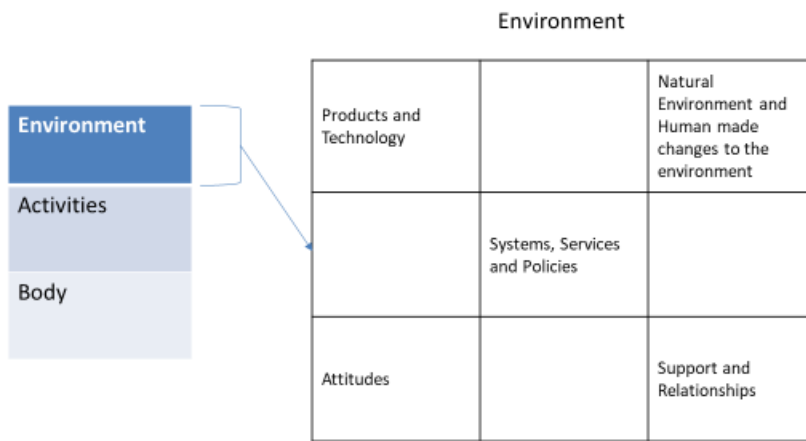 Environment
Environment
Activities
Body
Products and
Technology
Natural
Environment and
Human made
changes to the
environment
Systems, Services
and Policies
Attitudes
Support and
Relationships